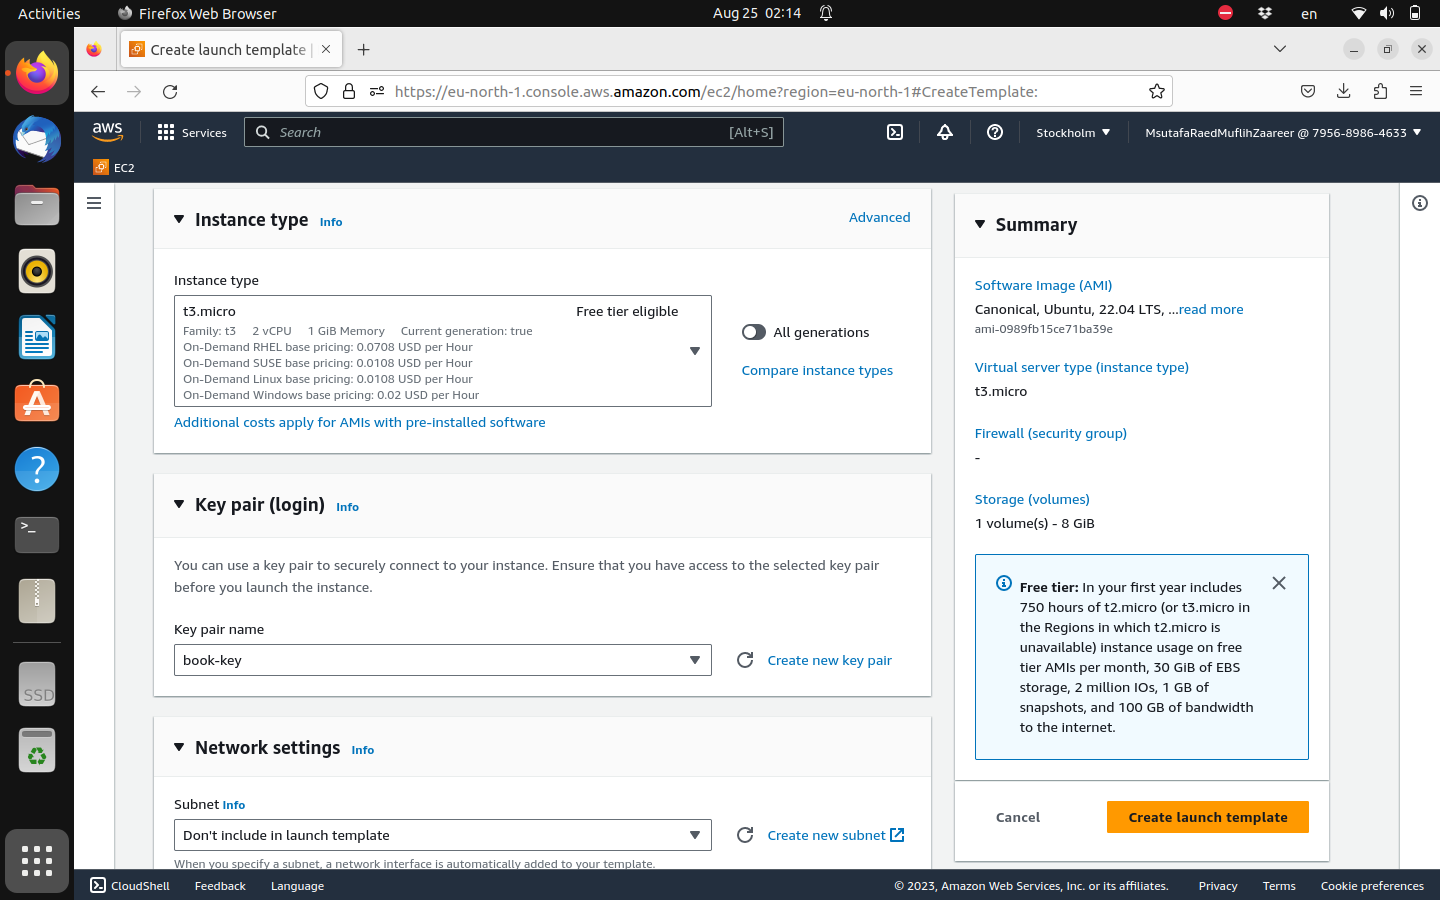 Activities
Firefox Web Browser
Aug 25 02:14
en
Create launch template |
https://eu-north-1.console.aws.amazon.com/ec2/home?region=eu-north-1#CreateTemplate:
aws
Services
Search
[Alt+S]
Stockholm
MsutafaRaedMuflihZaareer @ 7956-8986-4633
EC2
Instance type Info
Advanced
Instance type
t3.micro
Free tier eligible
Family: t3 2 vCPU 1 GiB Memory Current generation: true
On-Demand RHEL base pricing: 0.0708 USD per Hour
On-Demand SUSE base pricing: 0.0108 USD per Hour
On-Demand Linux base pricing: 0.0108 USD per Hour
On-Demand Windows base pricing: 0.02 USD per Hour
All generations
Compare instance types
Additional costs apply for AMIs with pre-installed software
Key pair (login) Info
You can use a key pair to securely connect to your instance. Ensure that you have access to the selected key pair
before you launch the instance.
Key pair name
book-key
Create new key pair
Network settings Info
Subnet Info
Don't include in launch template
Create new subnet
When you specify a subnet, a network interface is automatically added to your template.
Summary
Software Image (AMI)
Canonical, Ubuntu, 22.04 LTS, ...read more
ami-0989fb15ce71ba39e
Virtual server type (instance type)
t3.micro
Firewall (security group)
-
Storage (volumes)
1 volume(s) - 8 GiB
Free tier: In your first year includes
750 hours of t2.micro (or t3.micro in
the Regions in which t2.micro is
unavailable) instance usage on free
tier AMIs per month, 30 GiB of EBS
storage, 2 million IOs, 1 GB of
snapshots, and 100 GB of bandwidth
to the internet.
Cancel
Create launch template
SSD
CloudShell
Feedback
Language
© 2023, Amazon Web Services, Inc. or its affiliates.
Privacy
Terms
Cookie preferences